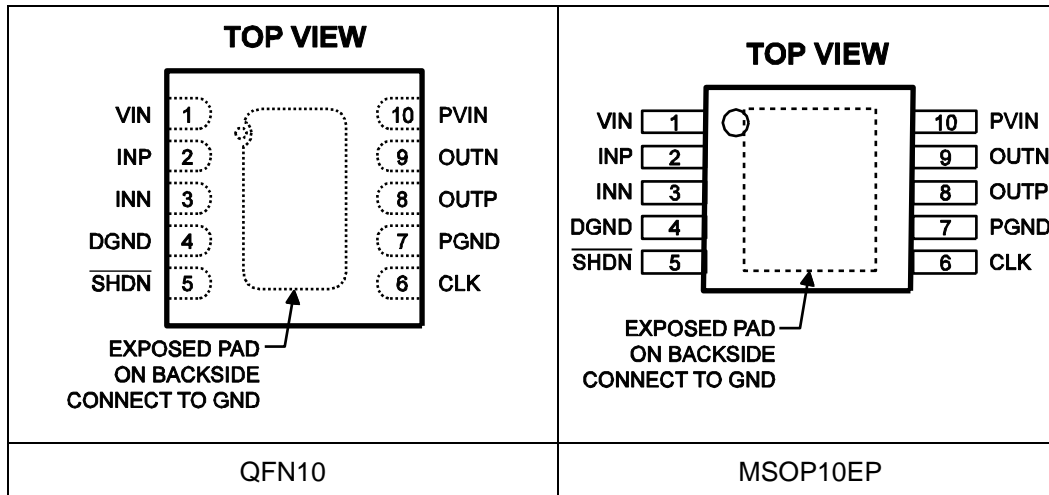 TOP VIEW
VIN 1 10 PVIN
INP 2 9 OUTN
INN 3 8 OUTP
DGND 4 7 PGND
SHDN 5 6 CLK
EXPOSED PAD
ON BACKSIDE
CONNECT TO GND
QFN10
TOP VIEW
VIN 1 10 PVIN
INP 2 9 OUTN
INN 3 8 OUTP
DGND 4 7 PGND
SHDN 5 6 CLK
EXPOSED PAD
ON BACKSIDE
CONNECT TO GND
MSOP10EP